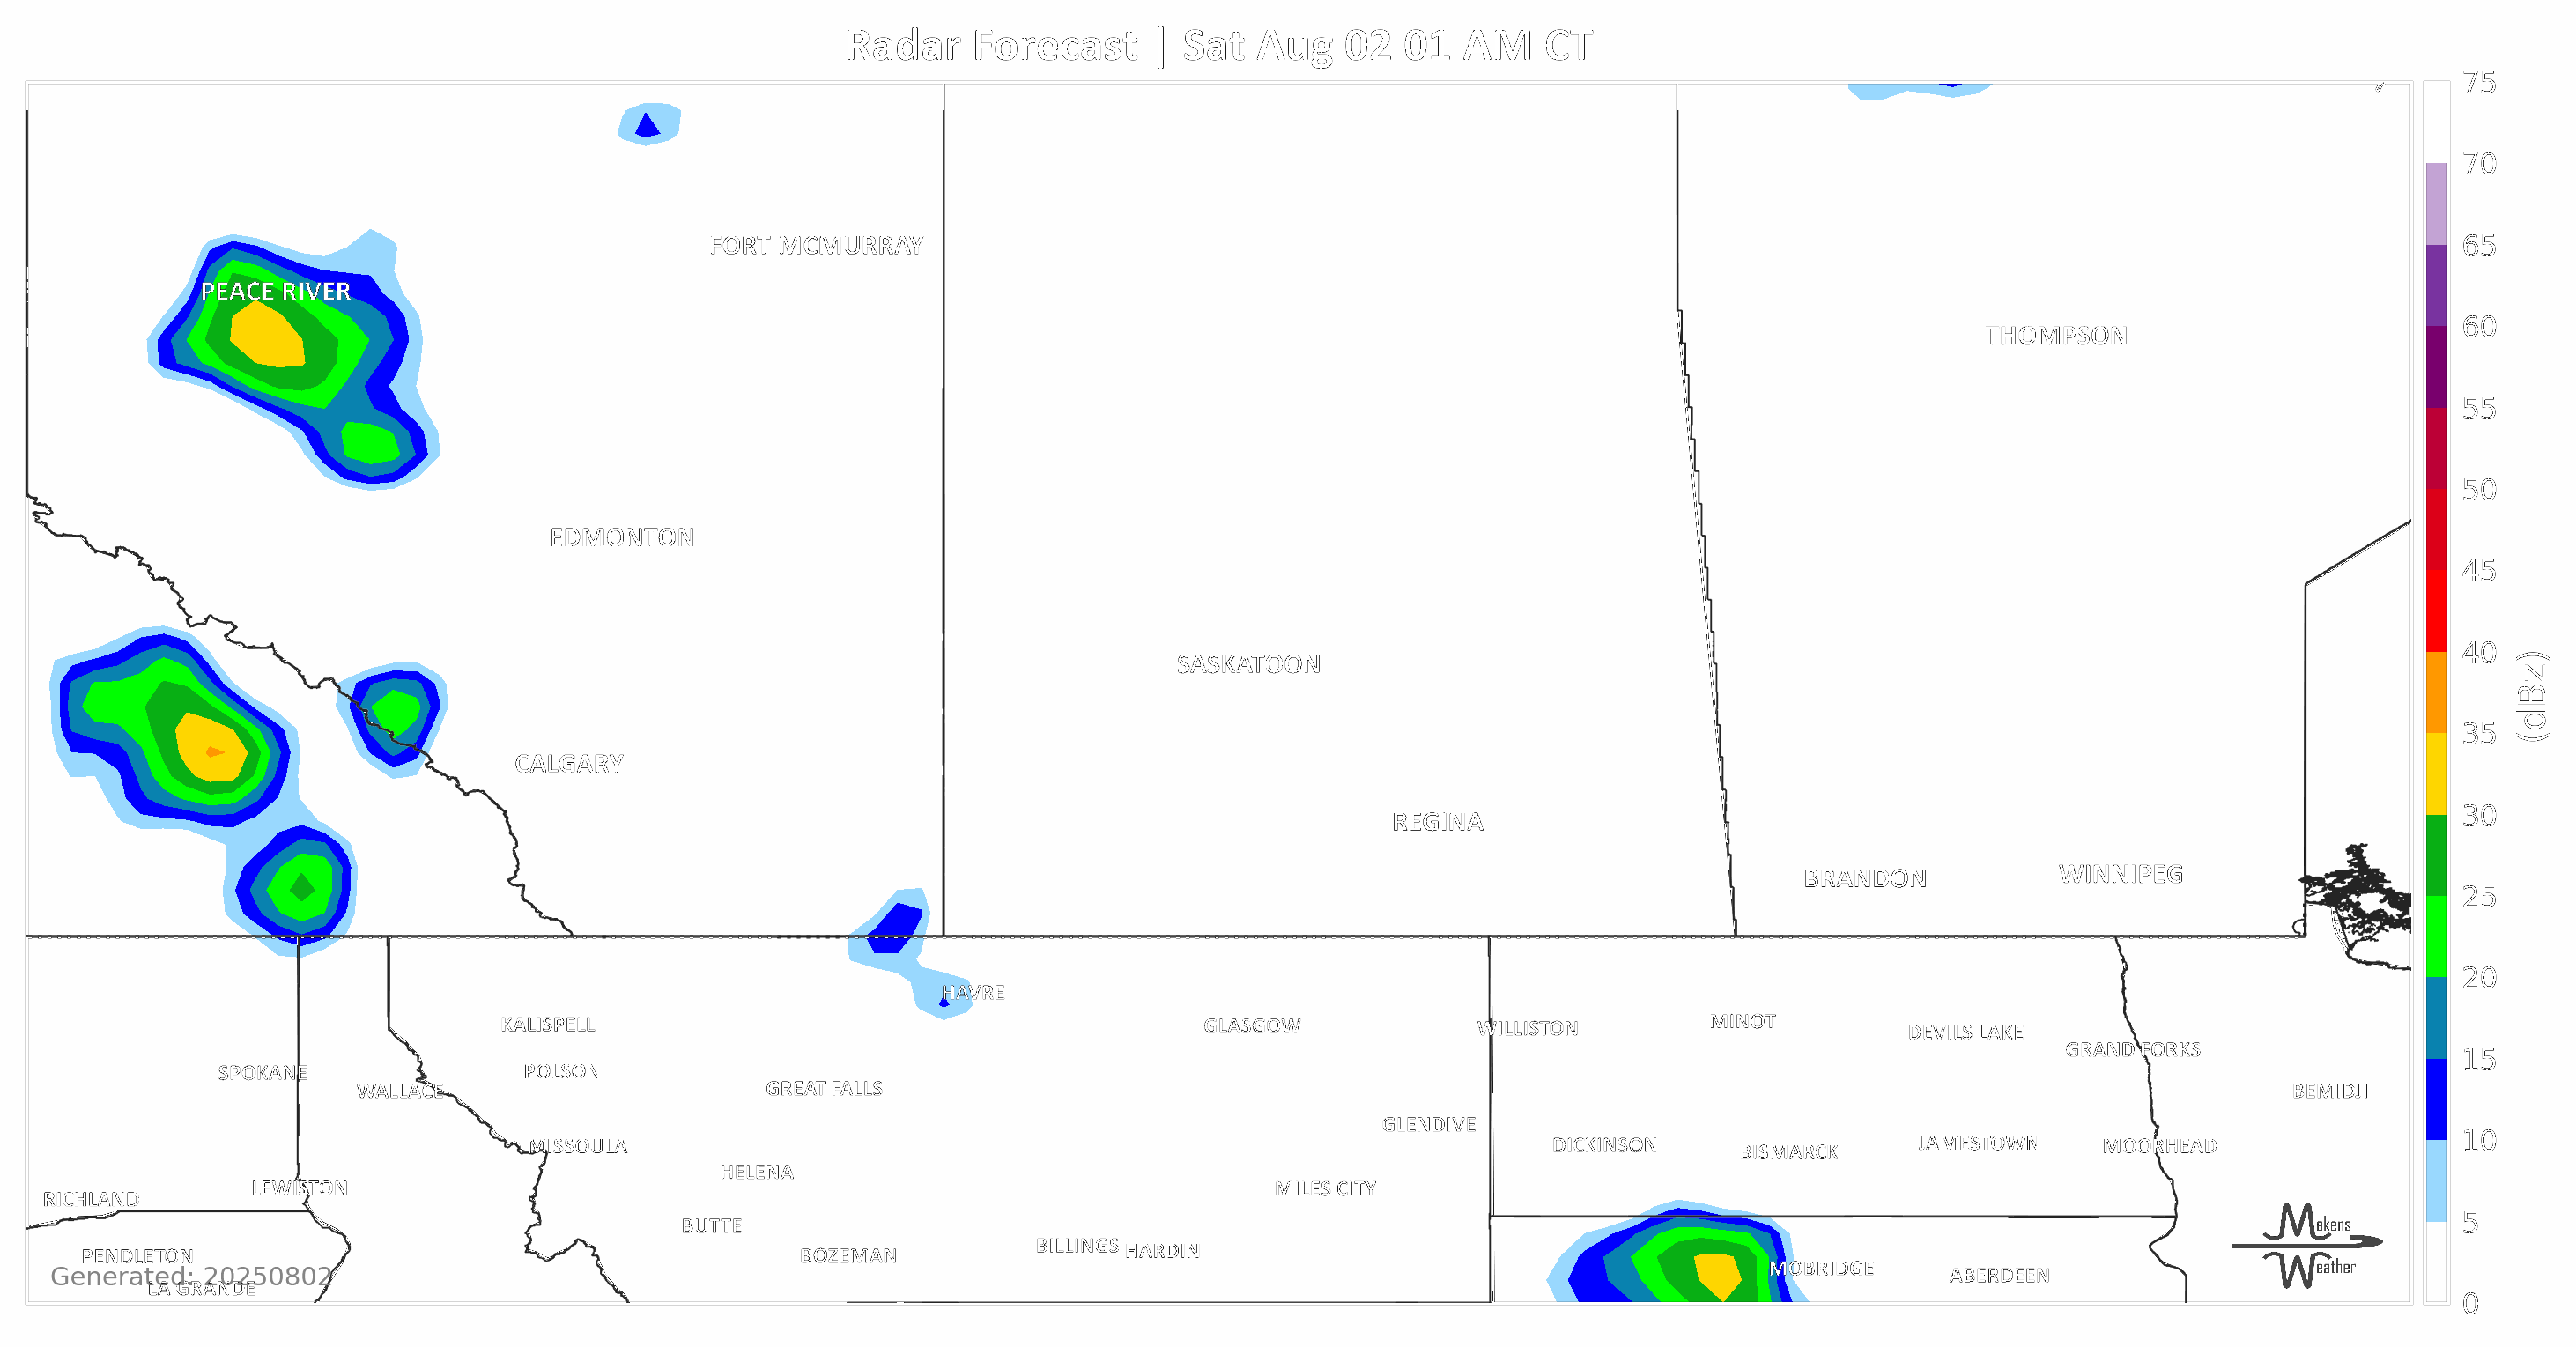 Radar Forecast | Sat Aug 02 01 AM CT
75
70
FORT MCMURRAY
65
PEACE RIVER
60
THOMPSON
55
50
EDMONTON
45
40
(dBz)
SASKATOON
35
CALGARY
30
REGINA
BRANDON
WINNIPEG
25
20
HAVRE
KALISPELL
GLASGOW
WILLISTON
MINOT
DEVILS LAKE
GRAND FORKS
15
SPOKANE
POLSON
WALLACE
GREAT FALLS
BEMIDJI
GLENDIVE
10
MISSOULA
DICKINSON
BISMARCK
JAMESTOWN
MOORHEAD
HELENA
LEWISTON
MILES CITY
RICHLAND
5
BUTTE
Makens
Weather
PENDLETON
BOZEMAN
BILLINGS
HARDIN
MOBRIDGE
ABERDEEN
Generated: 20250802
LA GRANDE
0